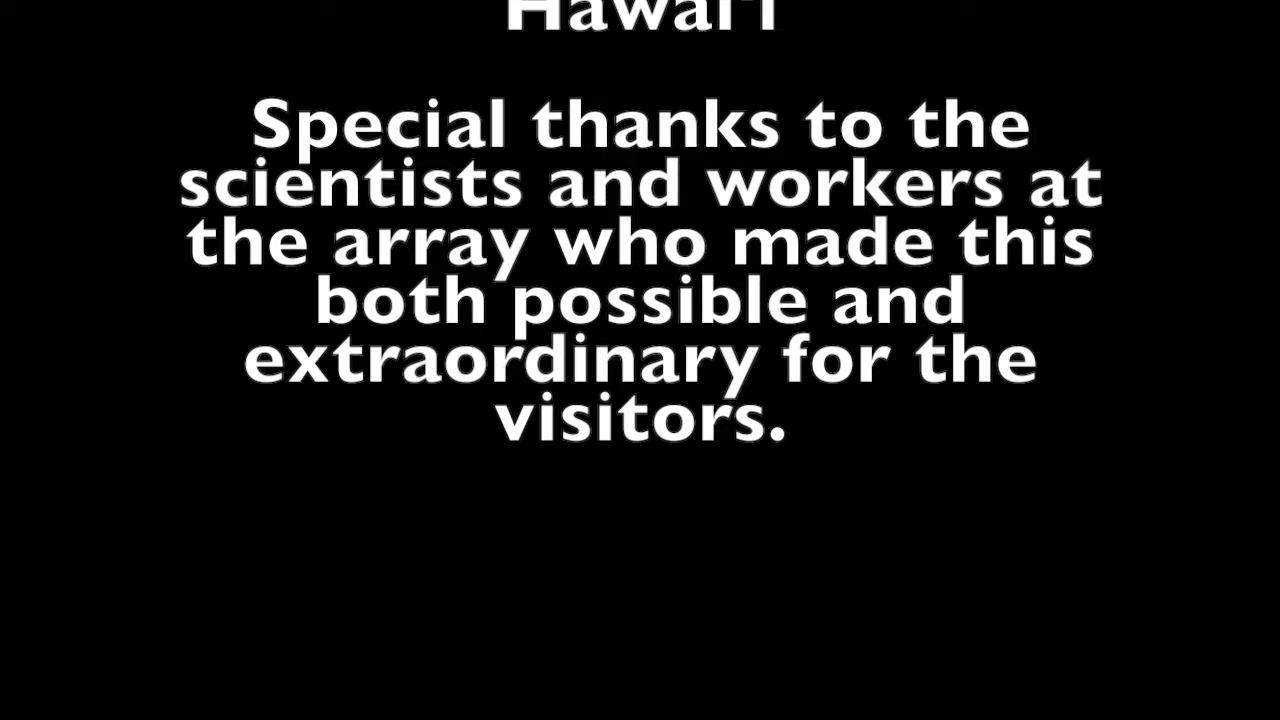 Hawai'i
Special thanks to the
scientists and workers at
the array who made this
both possible and
extraordinary for the
visitors.